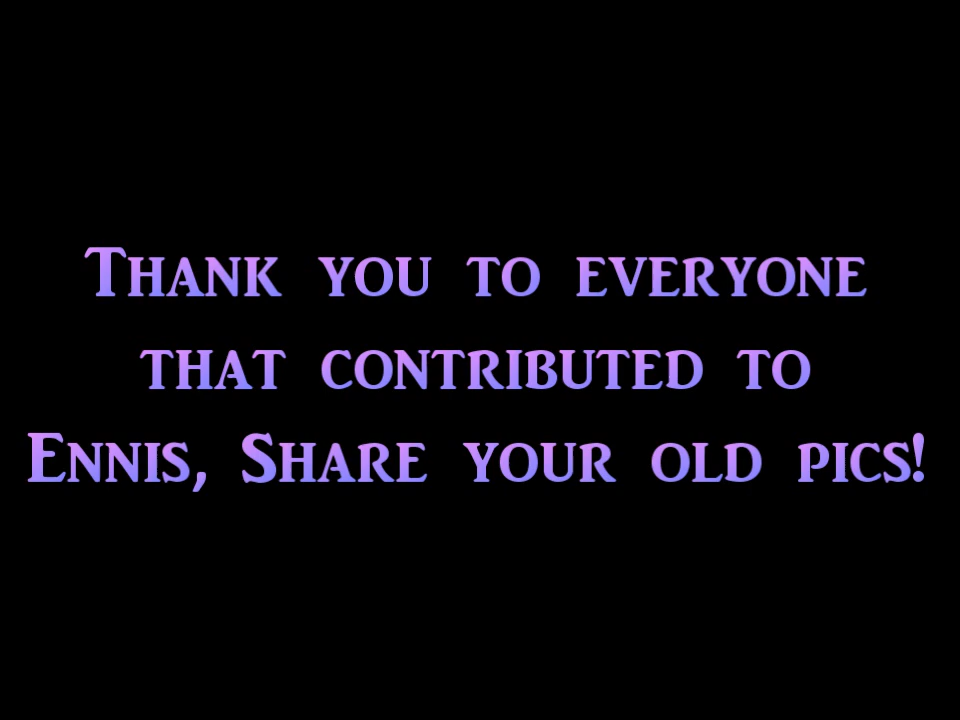 Thank you to everyone
that contributed to
Ennis, Share your old pics!